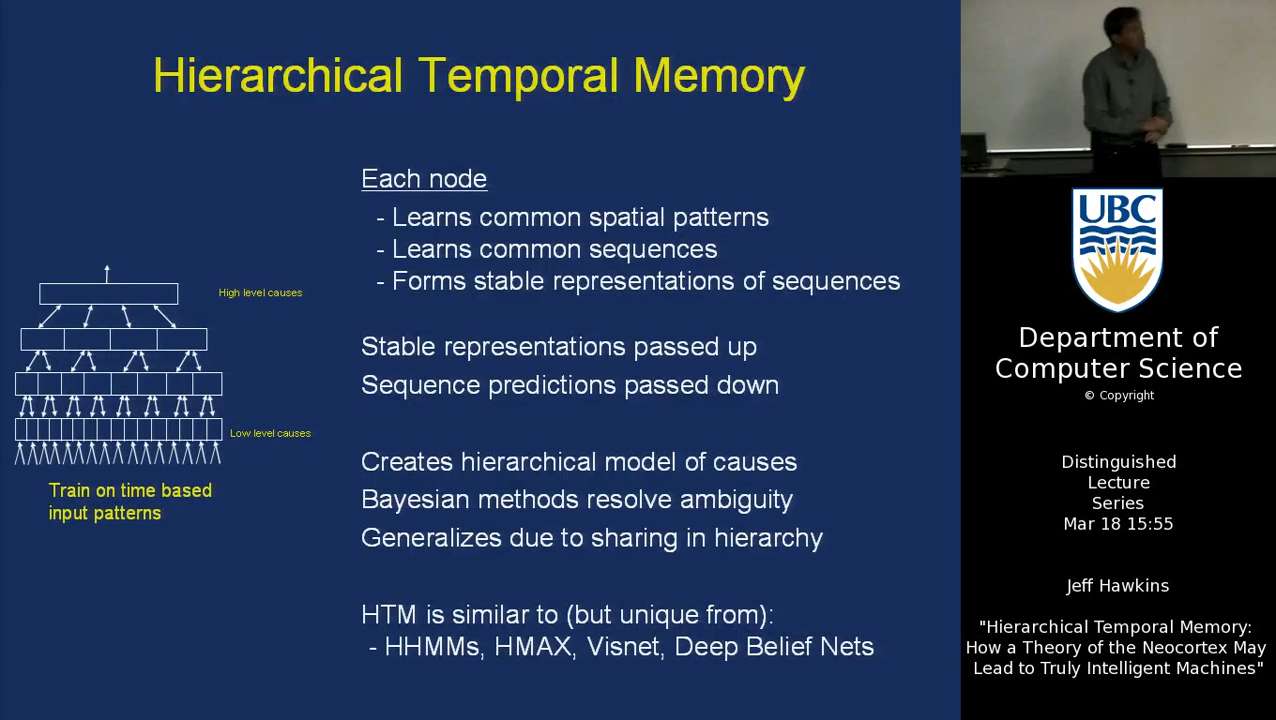 Hierarchical Temporal Memory
Each node
- Learns common spatial patterns
- Learns common sequences
- Forms stable representations of sequences
High level causes
Stable representations passed up
Sequence predictions passed down
Low level causes
Creates hierarchical model of causes
Train on time based
input patterns
Bayesian methods resolve ambiguity
Generalizes due to sharing in hierarchy
HTM is similar to (but unique from):
- HHMMs, HMAX, Visnet, Deep Belief Nets
UBC
Department of
Computer Science
© Copyright
Distinguished
Lecture
Series
Mar 18 15:55
Jeff Hawkins
"Hierarchical Temporal Memory:
How a Theory of the Neocortex May
Lead to Truly Intelligent Machines"